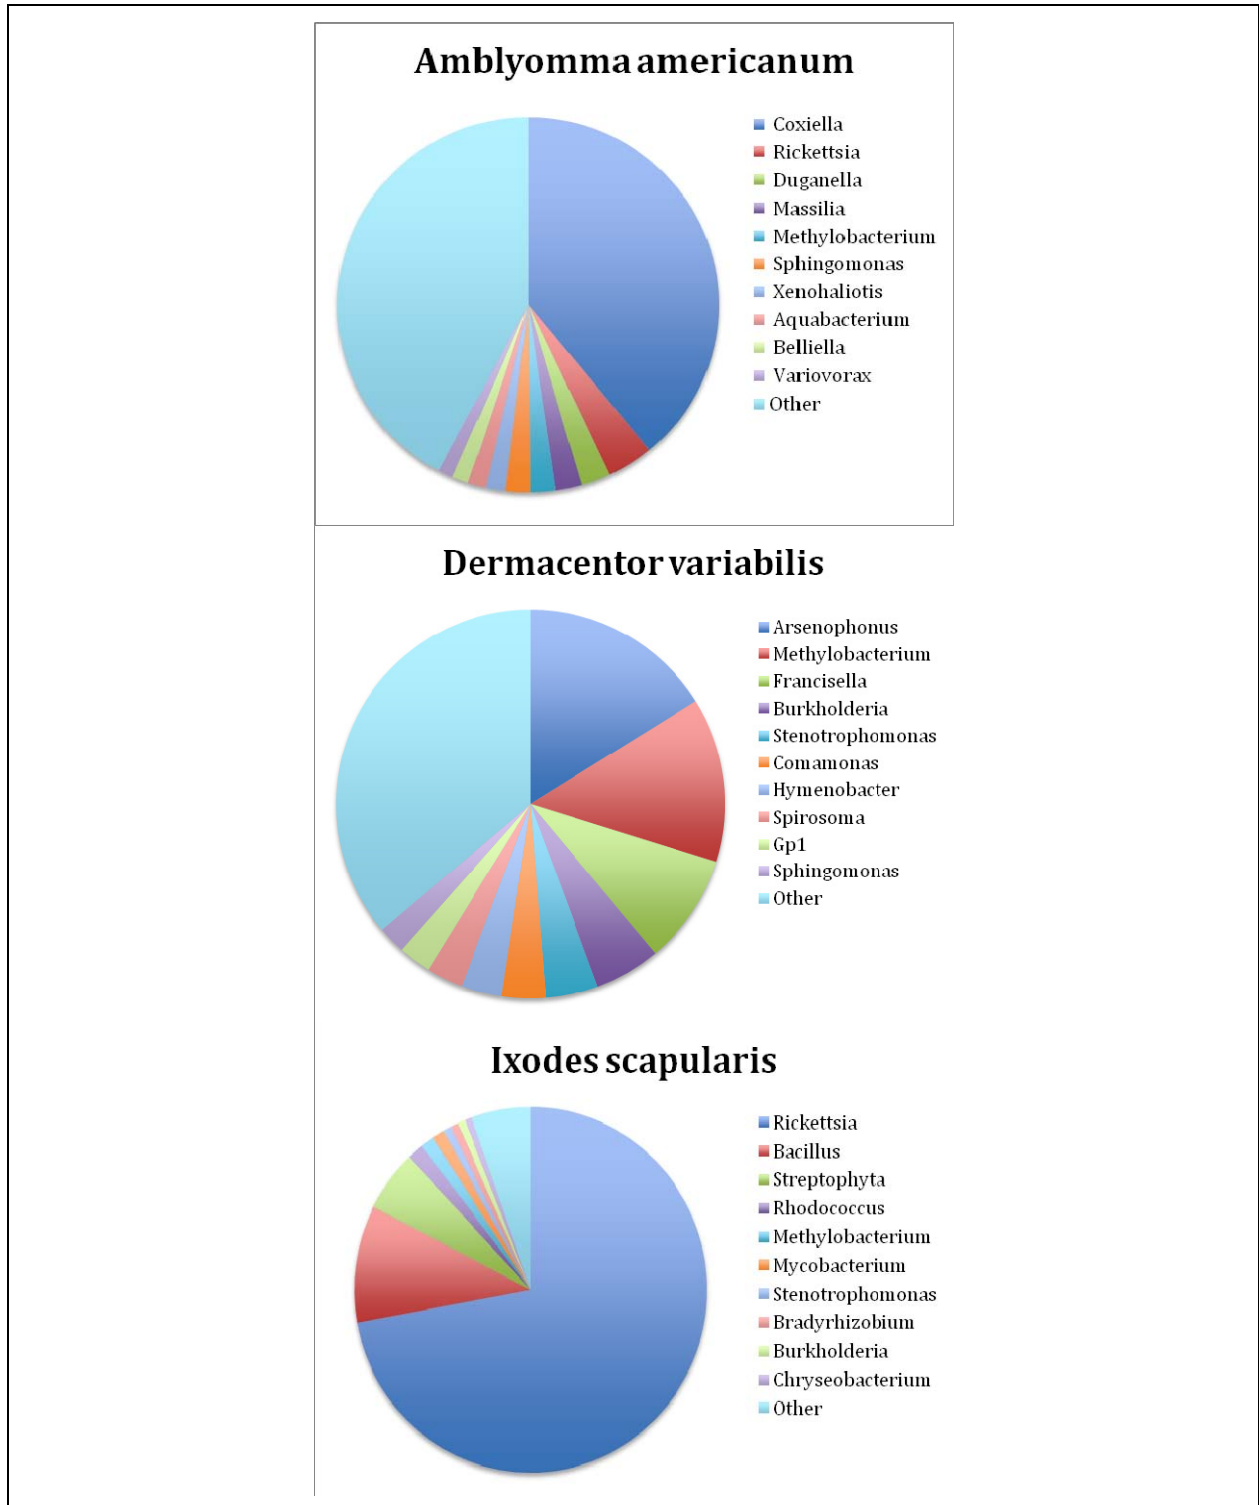 Amblyomma americanum
Coxiella
Rickettsia
Duganella
Massilia
Methylobacterium
Sphingomonas
Xenohaliotis
Aquabacterium
Belliella
Variovorax
Other
Dermacentor variabilis
Arsenophonus
Methylobacterium
Francisella
Burkholderia
Stenotrophomonas
Comamonas
Hymenobacter
Spirosoma
Gp1
Sphingomonas
Other
Ixodes scapularis
Rickettsia
Bacillus
Streptophyta
Rhodococcus
Methylobacterium
Mycobacterium
Stenotrophomonas
Bradyrhizobium
Burkholderia
Chryseobacterium
Other